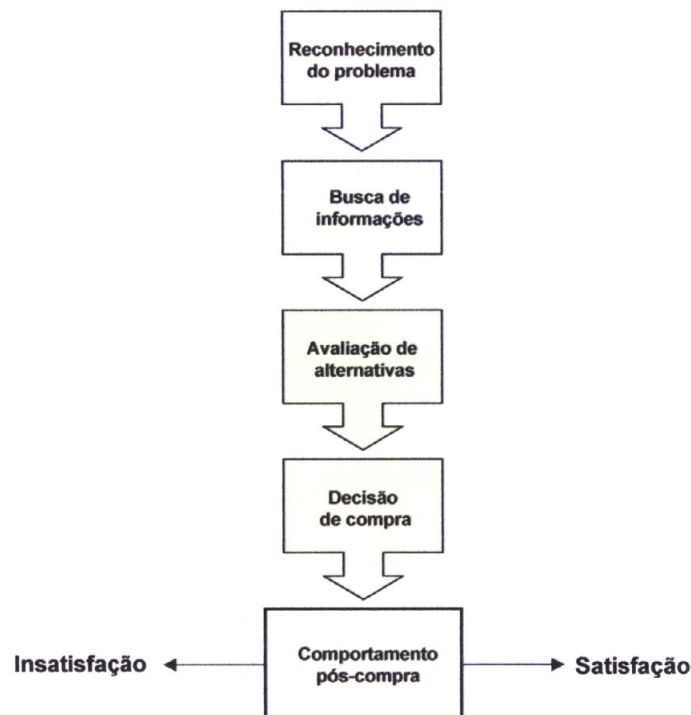 Reconhecimento
do problema
Busca de
informações
Avaliação de
alternativas
Decisão
de compra
Insatisfação
Comportamento
pós-compra
Satisfação